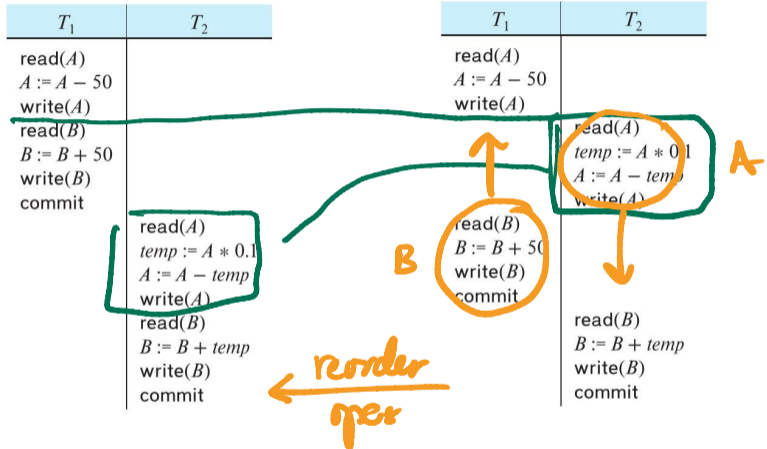 T1 T2
read(A)
A := A − 50
write(A)
read(B)
B := B + 50
write(B)
commit
read(A)
temp := A * 0.1
A := A − temp
write(A)
read(B)
B := B + temp
write(B)
commit
T1 T2
read(A)
A := A − 50
write(A)
read(A)
temp := A * 0.1
A := A − temp
write(A)
A
read(B)
B := B + 50
write(B)
commit
B
read(B)
B := B + temp
write(B)
commit
reorder
opes